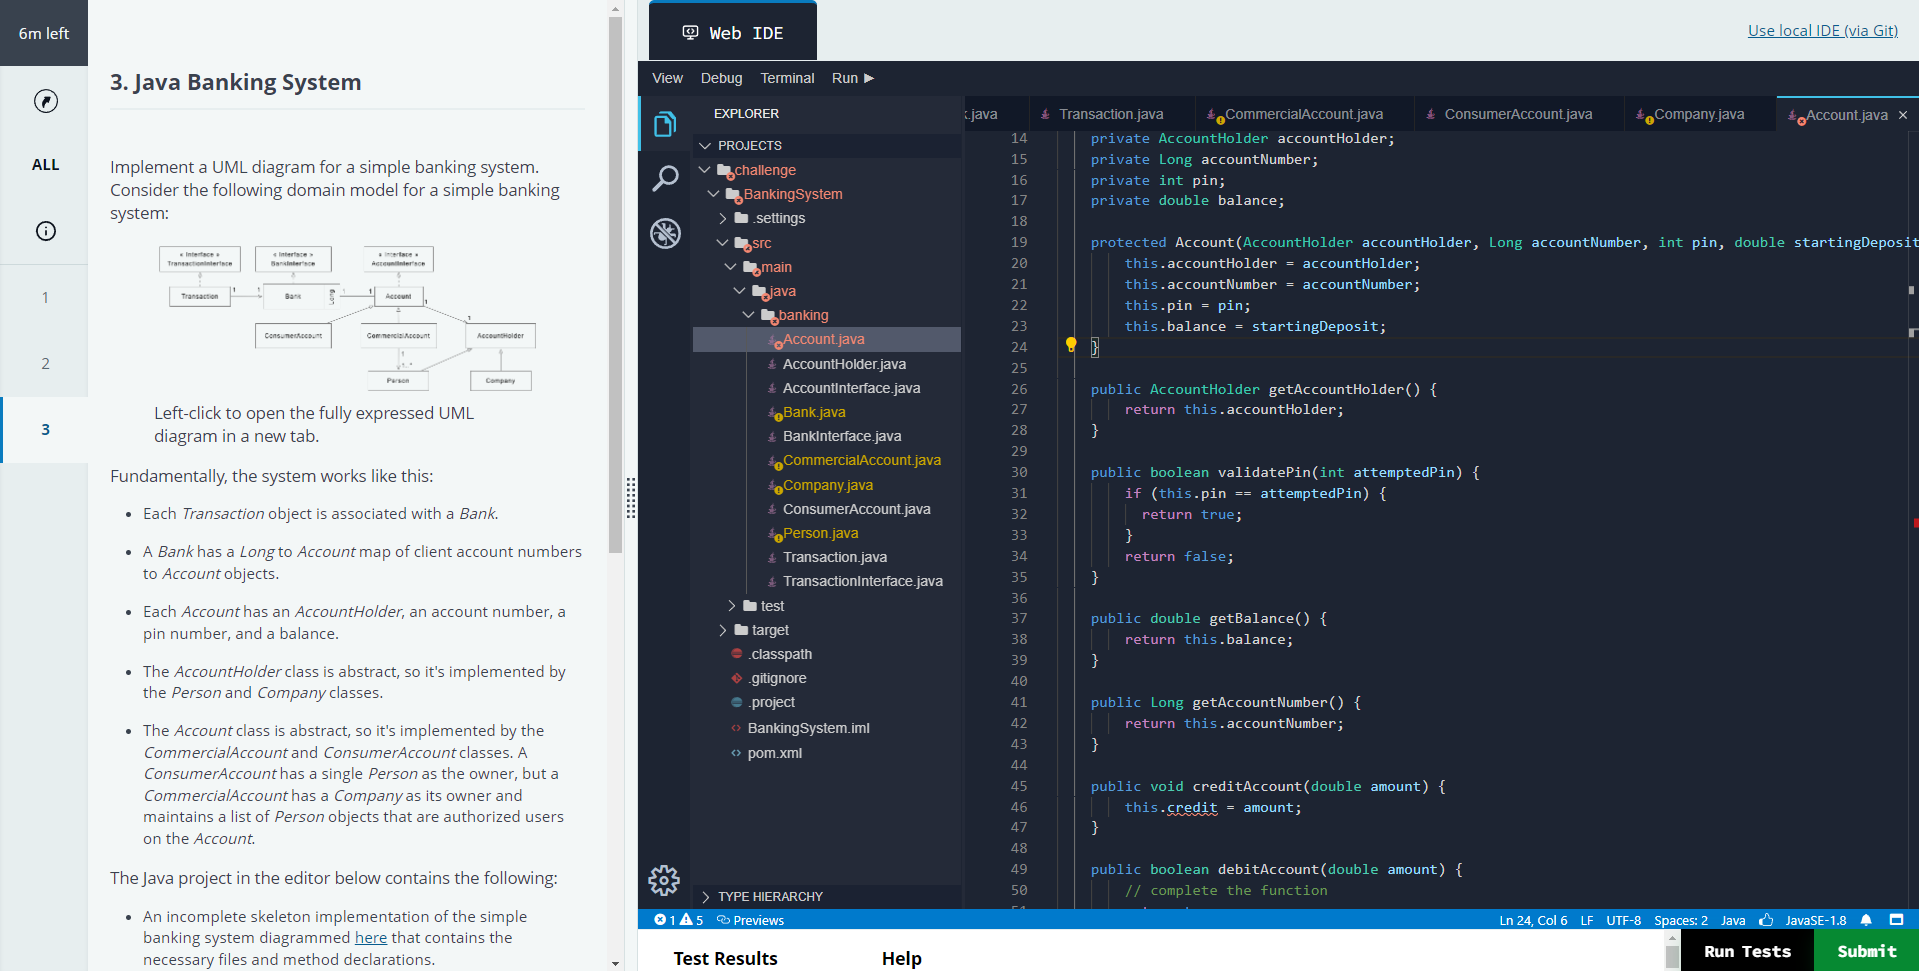 6m left
ALL
1
2
3
3. Java Banking System
Implement a UML diagram for a simple banking system.
Consider the following domain model for a simple banking
system:
« Interface »
TransactionInterface
« Interface »
BankInterface
« Interface »
AccountInterface
Transaction
1
1
Bank
Long
1
1
Account
1
ConsumerAccount
CommercialAccount
1
AccountHolder
1
1..*
Person
Company
Left-click to open the fully expressed UML
diagram in a new tab.
Fundamentally, the system works like this:
• Each Transaction object is associated with a Bank.
• A Bank has a Long to Account map of client account numbers
to Account objects.
• Each Account has an AccountHolder, an account number, a
pin number, and a balance.
• The AccountHolder class is abstract, so it's implemented by
the Person and Company classes.
• The Account class is abstract, so it's implemented by the
CommercialAccount and ConsumerAccount classes. A
ConsumerAccount has a single Person as the owner, but a
CommercialAccount has a Company as its owner and
maintains a list of Person objects that are authorized users
on the Account.
The Java project in the editor below contains the following:
• An incomplete skeleton implementation of the simple
banking system diagrammed here that contains the
necessary files and method declarations.
Web IDE
Use local IDE (via Git)
View Debug Terminal Run
EXPLORER
PROJECTS
challenge
BankingSystem
.settings
src
main
java
banking
Account.java
AccountHolder.java
AccountInterface.java
Bank.java
BankInterface.java
CommercialAccount.java
Company.java
ConsumerAccount.java
Person.java
Transaction.java
TransactionInterface.java
test
target
.classpath
.gitignore
.project
BankingSystem.iml
pom.xml
TYPE HIERARCHY
.java Transaction.java CommercialAccount.java ConsumerAccount.java Company.java Account.java
14 private AccountHolder accountHolder;
15 private Long accountNumber;
16 private int pin;
17 private double balance;
18
19 protected Account(AccountHolder accountHolder, Long accountNumber, int pin, double startingDeposit
20 this.accountHolder = accountHolder;
21 this.accountNumber = accountNumber;
22 this.pin = pin;
23 this.balance = startingDeposit;
24 }
25
26 public AccountHolder getAccountHolder() {
27 return this.accountHolder;
28 }
29
30 public boolean validatePin(int attemptedPin) {
31 if (this.pin == attemptedPin) {
32 return true;
33 }
34 return false;
35 }
36
37 public double getBalance() {
38 return this.balance;
39 }
40
41 public Long getAccountNumber() {
42 return this.accountNumber;
43 }
44
45 public void creditAccount(double amount) {
46 this.credit = amount;
47 }
48
49 public boolean debitAccount(double amount) {
50 // complete the function
1 5 Previews
Ln 24, Col 6 LF UTF-8 Spaces: 2 Java JavaSE-1.8
Test Results Help
Run Tests Submit